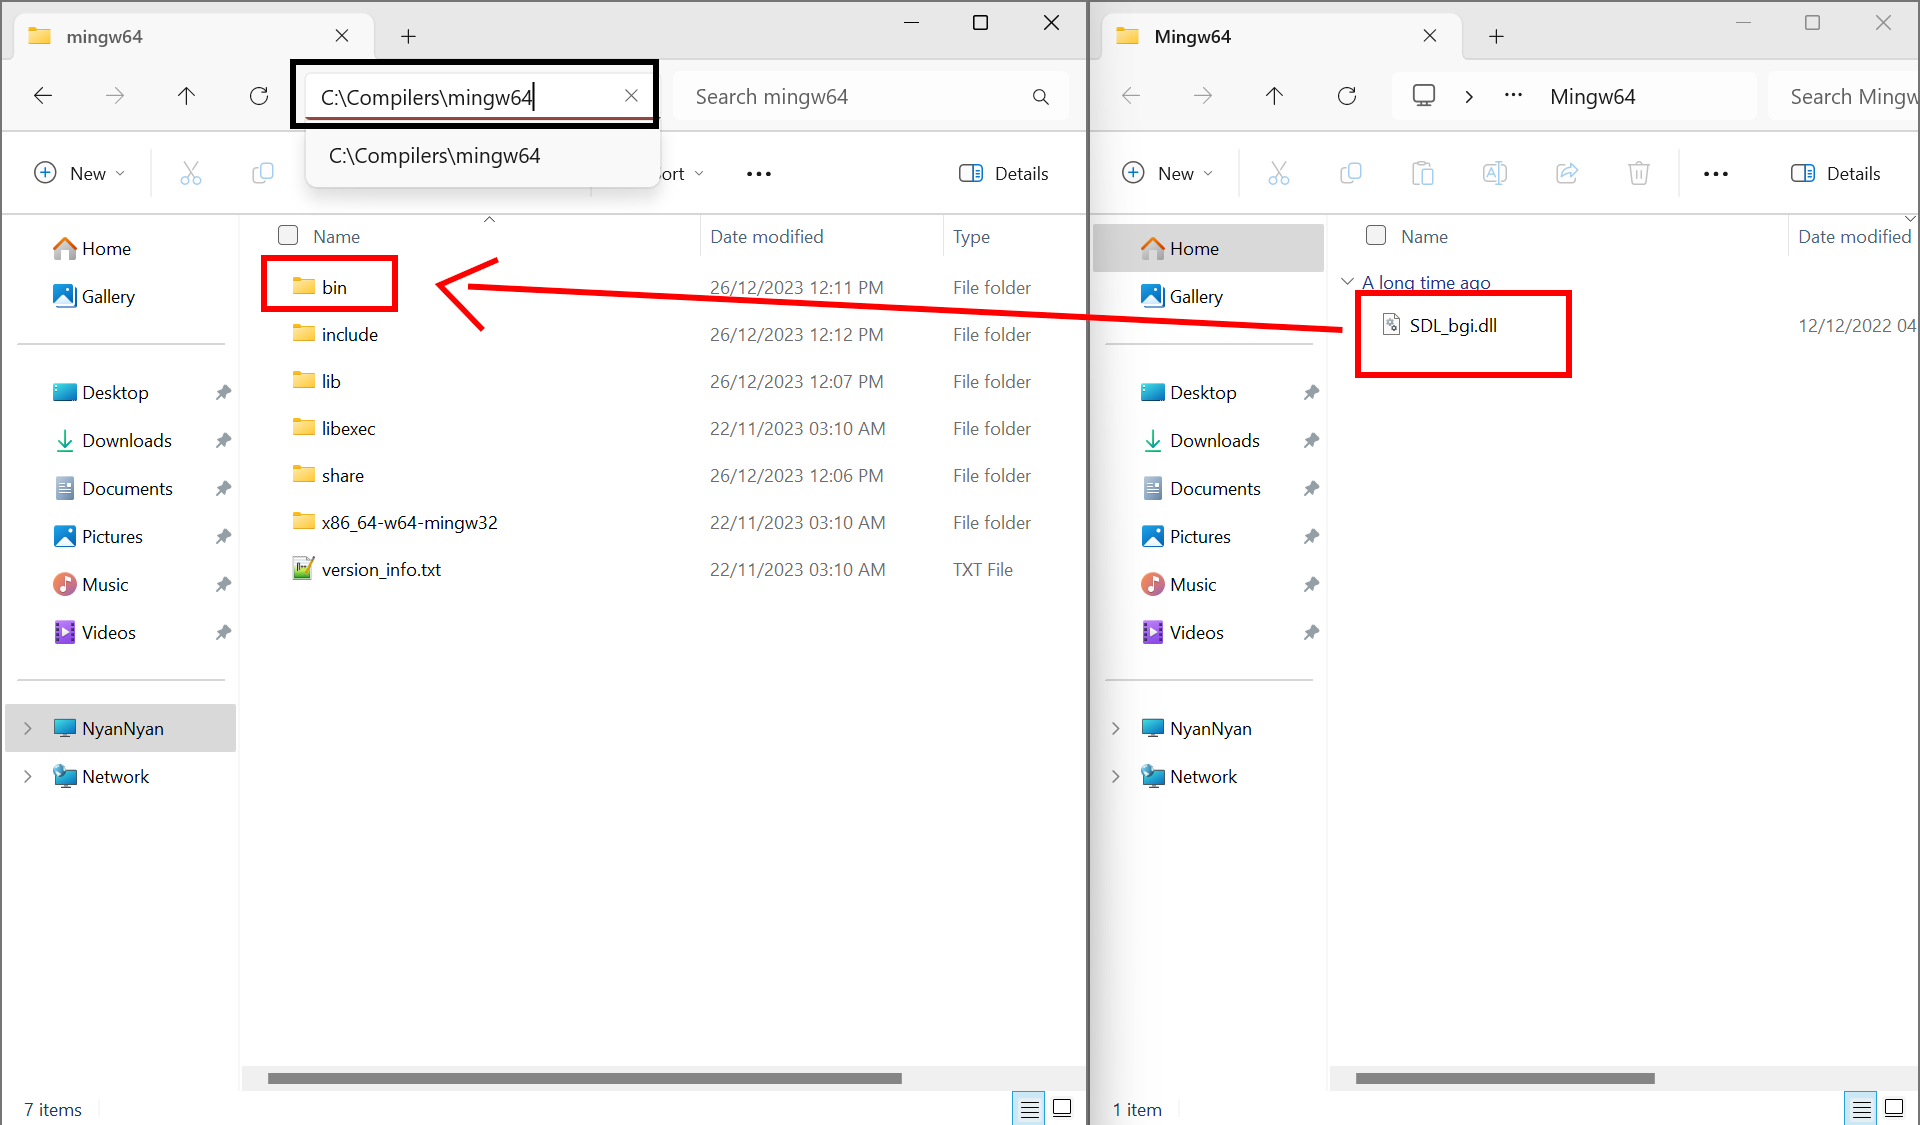 mingw64
C:\Compilers\mingw64
Search mingw64
C:\Compilers\mingw64
New
ort
Details
Name
Date modified
Type
Home
Gallery
Desktop
Downloads
Documents
Pictures
Music
Videos
NyanNyan
Network
bin 26/12/2023 12:11 PM File folder
include 26/12/2023 12:12 PM File folder
lib 26/12/2023 12:07 PM File folder
libexec 22/11/2023 03:10 AM File folder
share 26/12/2023 12:06 PM File folder
x86_64-w64-mingw32 22/11/2023 03:10 AM File folder
version_info.txt 22/11/2023 03:10 AM TXT File
7 items
Mingw64
Mingw64
Search Mingw
New
Details
Name
Date modified
Home
Gallery
Desktop
Downloads
Documents
Pictures
Music
Videos
NyanNyan
Network
A long time ago
SDL_bgi.dll 12/12/2022 04
1 item